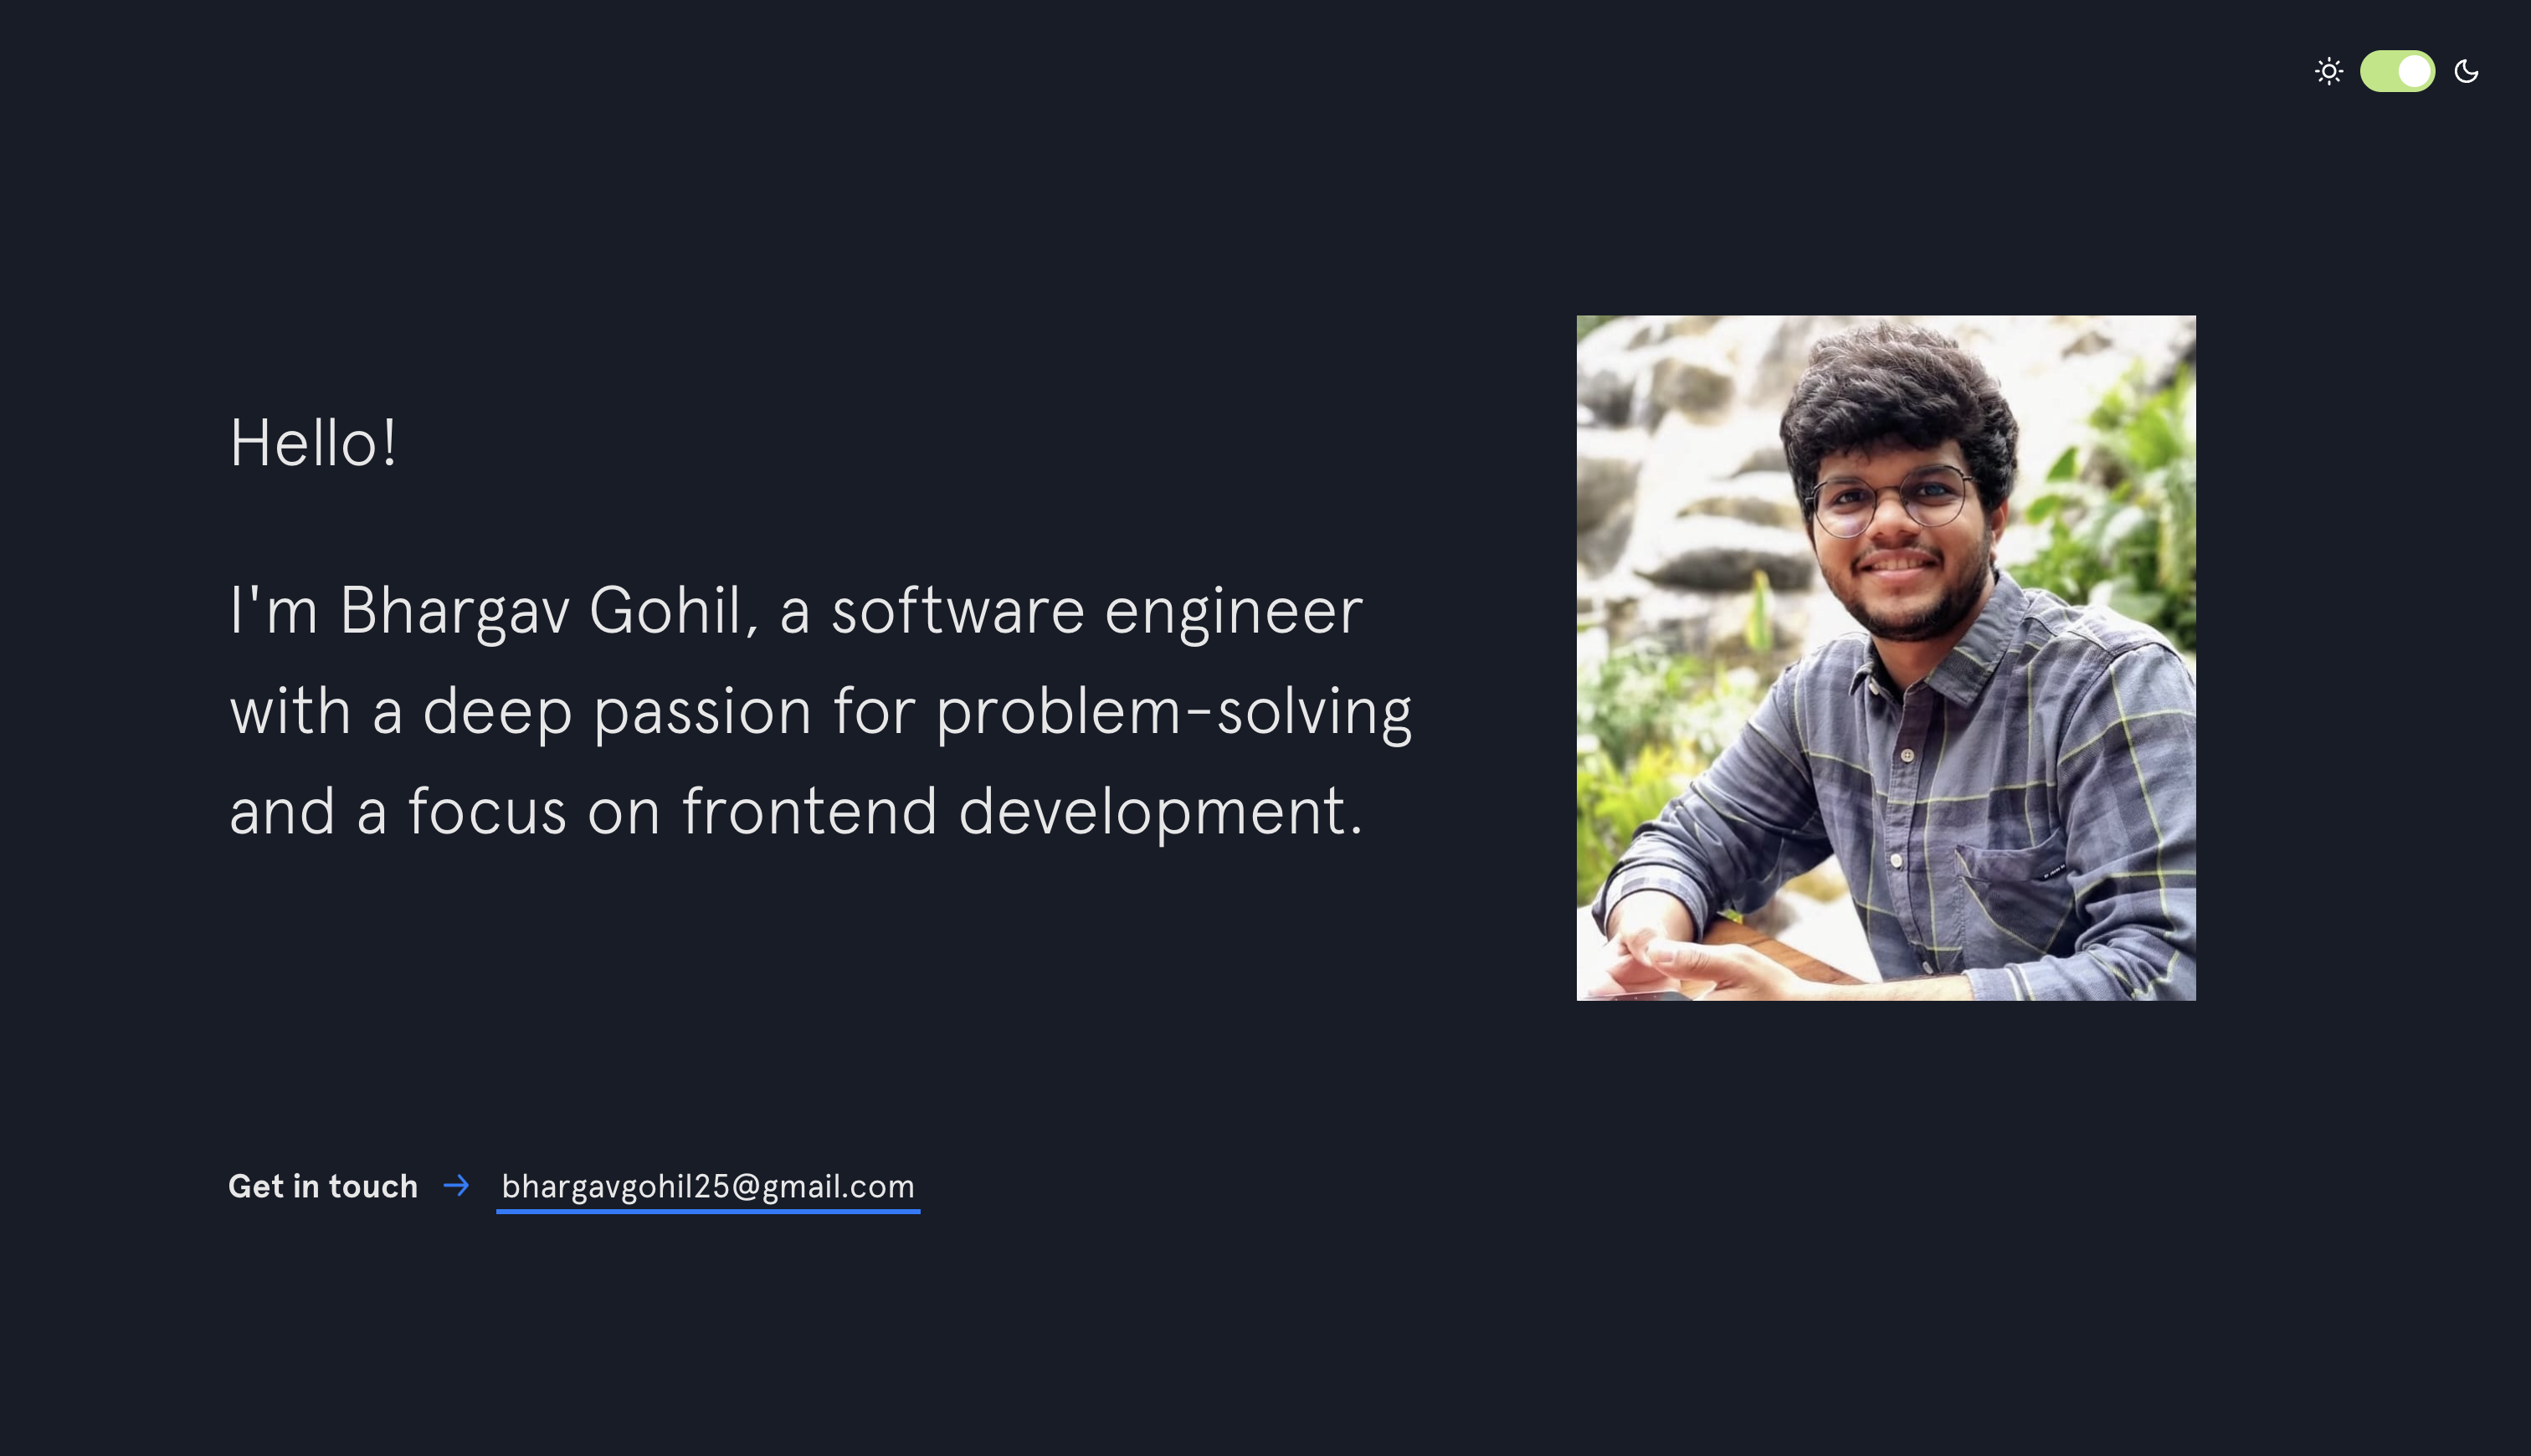 Hello!
I'm Bhargav Gohil, a software engineer
with a deep passion for problem-solving
and a focus on frontend development.
Get in touch → bhargavgohil25@gmail.com